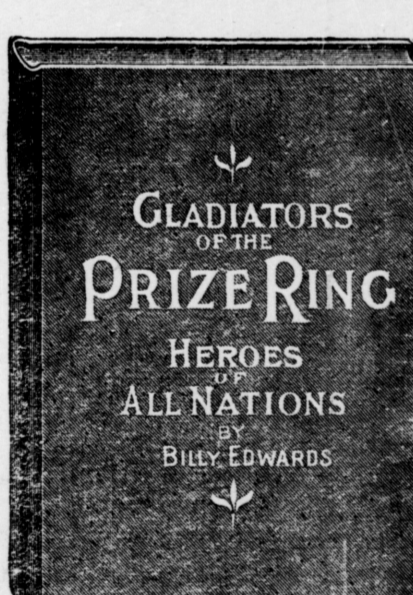 GLADIATORS
OF THE
PRIZE RING
HEROES
OF
ALL NATIONS
BY
BILLY EDWARDS